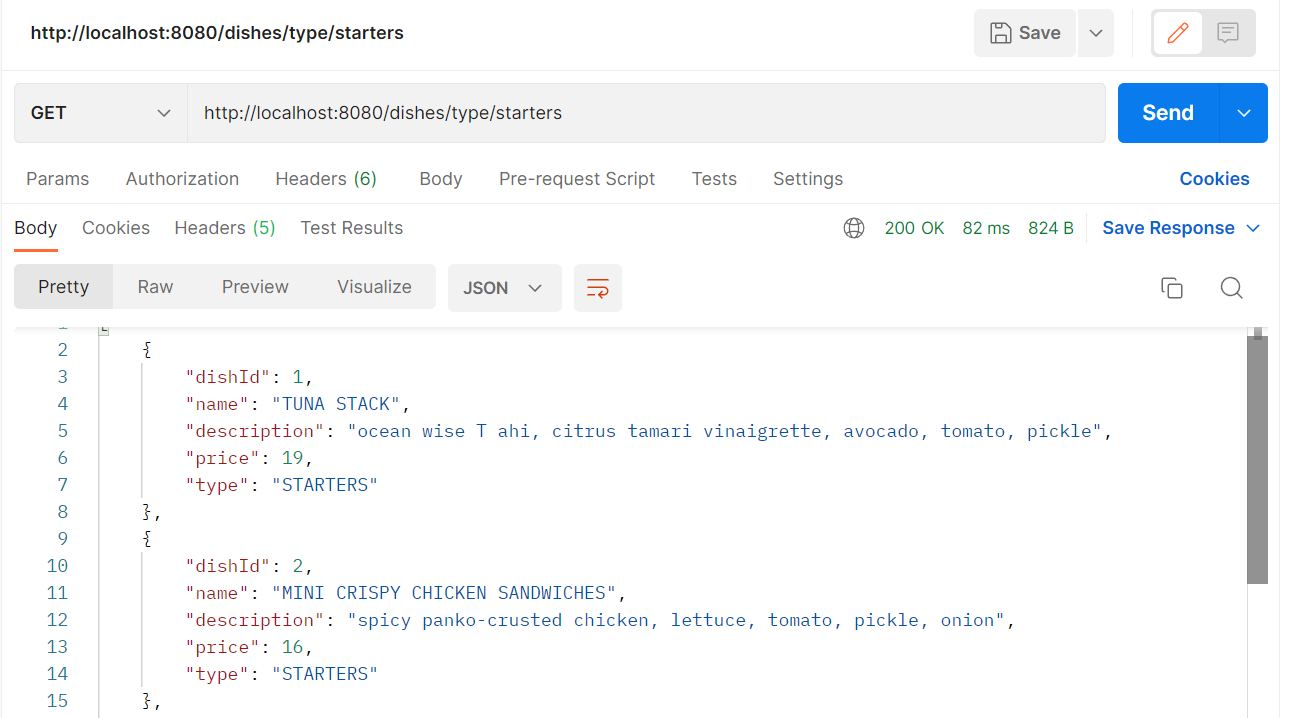 http://localhost:8080/dishes/type/starters
Save
GET
http://localhost:8080/dishes/type/starters
Send
Params Authorization Headers (6) Body Pre-request Script Tests Settings Cookies
Body Cookies Headers (5) Test Results 200 OK 82 ms 824 B Save Response
Pretty Raw Preview Visualize JSON
1 [
2 {
3 "dishId": 1,
4 "name": "TUNA STACK",
5 "description": "ocean wise T ahi, citrus tamari vinaigrette, avocado, tomato, pickle",
6 "price": 19,
7 "type": "STARTERS"
8 },
9 {
10 "dishId": 2,
11 "name": "MINI CRISPY CHICKEN SANDWICHES",
12 "description": "spicy panko-crusted chicken, lettuce, tomato, pickle, onion",
13 "price": 16,
14 "type": "STARTERS"
15 },